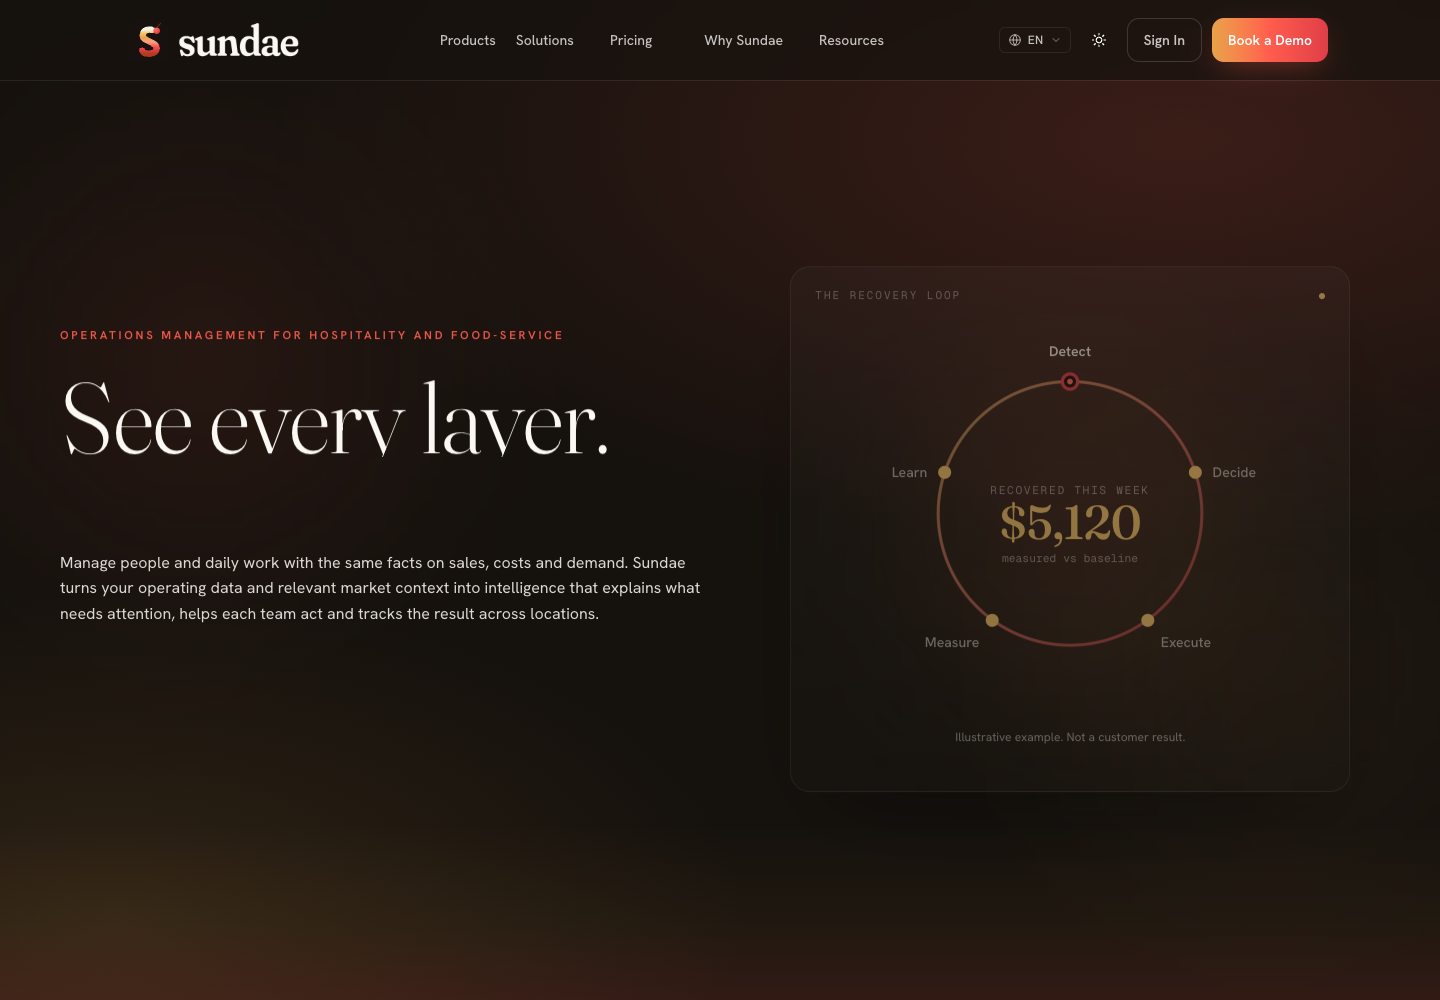 sundae
Products Solutions Pricing Why Sundae Resources
EN
Sign In
Book a Demo
OPERATIONS MANAGEMENT FOR HOSPITALITY AND FOOD-SERVICE
See every layer.
Manage people and daily work with the same facts on sales, costs and demand. Sundae
turns your operating data and relevant market context into intelligence that explains what
needs attention, helps each team act and tracks the result across locations.
THE RECOVERY LOOP
Detect
Learn
Decide
RECOVERED THIS WEEK
$5,120
measured vs baseline
Measure
Execute
Illustrative example. Not a customer result.